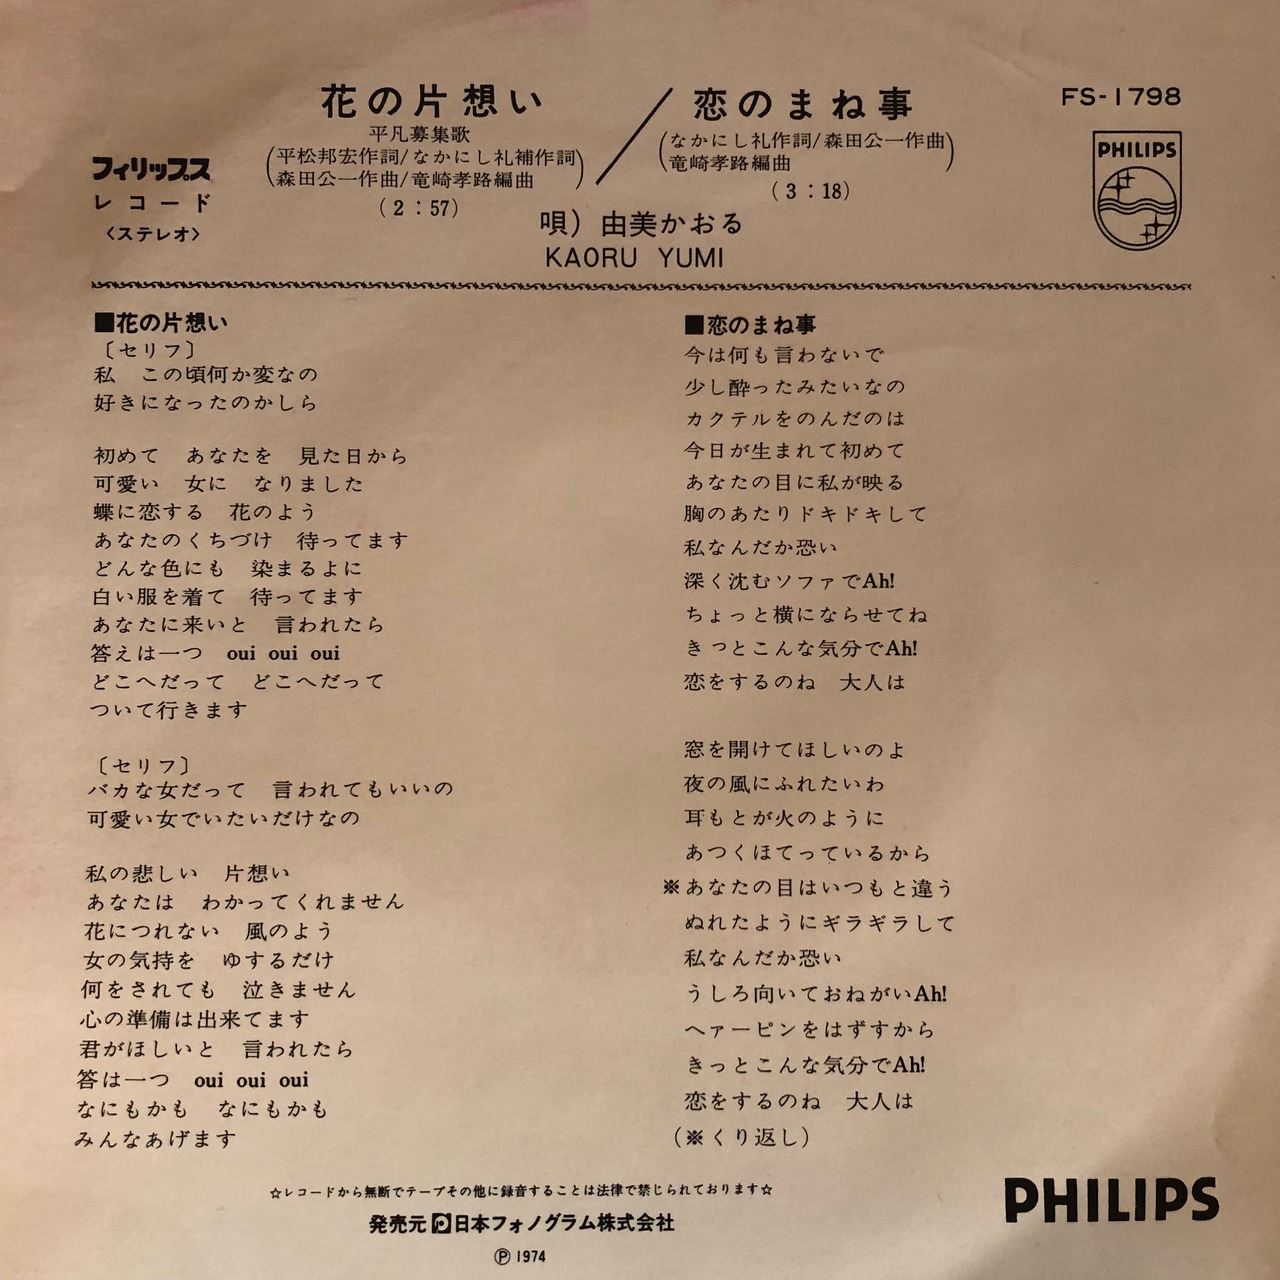 花の片想い／恋のまね事
平凡募集歌
(平松邦宏作詞/なかにし礼補作詞
森田公一作曲/竜崎孝路編曲)
(2：57)
(なかにし礼作詞/森田公一作曲
竜崎孝路編曲)
(3：18)
唄）由美かおる
KAORU YUMI
フィリップス
レコード
〈ステレオ〉
FS-1798
PHILIPS
■花の片想い
〔セリフ〕
私　この頃何か変なの
好きになったのかしら
初めて　あなたを　見た日から
可愛い　女に　なりました
蝶に恋する　花のよう
あなたのくちづけ　待ってます
どんな色にも　染まるよに
白い服を着て　待ってます
あなたに来いと　言われたら
答えは一つ　oui oui oui
どこへだって　どこへだって
ついて行きます
〔セリフ〕
バカな女だって　言われてもいいの
可愛い女でいたいだけなの
私の悲しい　片想い
あなたは　わかってくれません
花につれない　風のよう
女の気持を　ゆするだけ
何をされても　泣きません
心の準備は出来てます
君がほしいと　言われたら
答は一つ　oui oui oui
なにもかも　なにもかも
みんなあげます
■恋のまね事
今は何も言わないで
少し酔ったみたいなの
カクテルをのんだのは
今日が生まれて初めて
あなたの目に私が映る
胸のあたりドキドキして
私なんだか恐い
深く沈むソファでAh!
ちょっと横にならせてね
きっとこんな気分でAh!
恋をするのね　大人は
窓を開けてほしいのよ
夜の風にふれたいわ
耳もとが火のように
あつくほてっているから
※あなたの目はいつもと違う
ぬれたようにギラギラして
私なんだか恐い
うしろ向いておねがいAh!
ヘァーピンをはずすから
きっとこんな気分でAh!
恋をするのね　大人は
(※くり返し)
☆レコードから無断でテープその他に録音することは法律で禁じられております☆
発売元 日本フォノグラム株式会社
Ⓟ 1974
PHILIPS